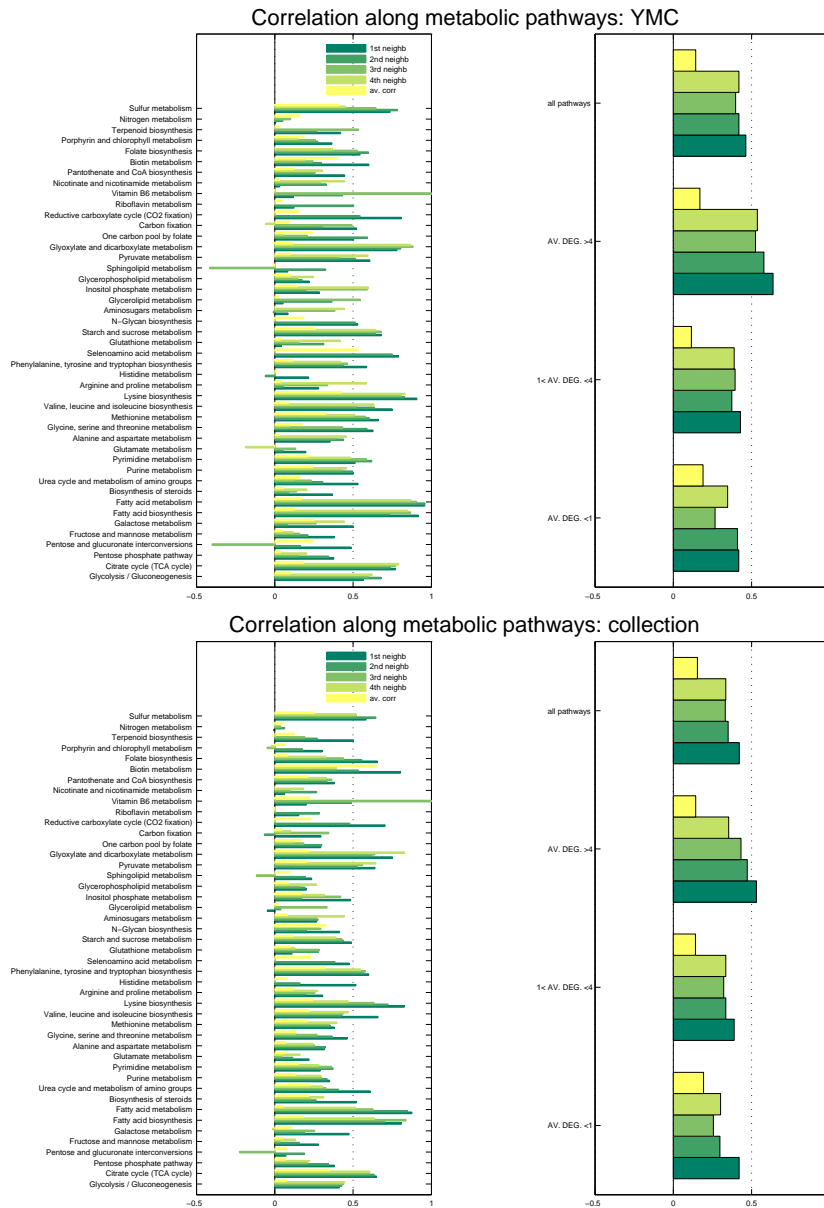 Correlation along metabolic pathways: YMC
1st neighb
2nd neighb
3rd neighb
4th neighb
av. corr
Sulfur metabolism
Nitrogen metabolism
Terpenoid biosynthesis
Porphyrin and chlorophyll metabolism
Folate biosynthesis
Biotin metabolism
Pantothenate and CoA biosynthesis
Nicotinate and nicotinamide metabolism
Vitamin B6 metabolism
Riboflavin metabolism
Reductive carboxylate cycle (CO2 fixation)
Carbon fixation
One carbon pool by folate
Glyoxylate and dicarboxylate metabolism
Pyruvate metabolism
Sphingolipid metabolism
Glycerophospholipid metabolism
Inositol phosphate metabolism
Glycerolipid metabolism
Aminosugars metabolism
N-Glycan biosynthesis
Starch and sucrose metabolism
Glutathione metabolism
Selenoamino acid metabolism
Phenylalanine, tyrosine and tryptophan biosynthesis
Histidine metabolism
Arginine and proline metabolism
Lysine biosynthesis
Valine, leucine and isoleucine biosynthesis
Methionine metabolism
Glycine, serine and threonine metabolism
Alanine and aspartate metabolism
Glutamate metabolism
Pyrimidine metabolism
Purine metabolism
Urea cycle and metabolism of amino groups
Biosynthesis of steroids
Fatty acid metabolism
Fatty acid biosynthesis
Galactose metabolism
Fructose and mannose metabolism
Pentose and glucuronate interconversions
Pentose phosphate pathway
Citrate cycle (TCA cycle)
Glycolysis / Gluconeogenesis
−0.5 0 0.5 1
all pathways
AV. DEG. >4
1< AV. DEG. <4
AV. DEG. <1
−0.5 0 0.5
Correlation along metabolic pathways: collection
1st neighb
2nd neighb
3rd neighb
4th neighb
av. corr
Sulfur metabolism
Nitrogen metabolism
Terpenoid biosynthesis
Porphyrin and chlorophyll metabolism
Folate biosynthesis
Biotin metabolism
Pantothenate and CoA biosynthesis
Nicotinate and nicotinamide metabolism
Vitamin B6 metabolism
Riboflavin metabolism
Reductive carboxylate cycle (CO2 fixation)
Carbon fixation
One carbon pool by folate
Glyoxylate and dicarboxylate metabolism
Pyruvate metabolism
Sphingolipid metabolism
Glycerophospholipid metabolism
Inositol phosphate metabolism
Glycerolipid metabolism
Aminosugars metabolism
N-Glycan biosynthesis
Starch and sucrose metabolism
Glutathione metabolism
Selenoamino acid metabolism
Phenylalanine, tyrosine and tryptophan biosynthesis
Histidine metabolism
Arginine and proline metabolism
Lysine biosynthesis
Valine, leucine and isoleucine biosynthesis
Methionine metabolism
Glycine, serine and threonine metabolism
Alanine and aspartate metabolism
Glutamate metabolism
Pyrimidine metabolism
Purine metabolism
Urea cycle and metabolism of amino groups
Biosynthesis of steroids
Fatty acid metabolism
Fatty acid biosynthesis
Galactose metabolism
Fructose and mannose metabolism
Pentose and glucuronate interconversions
Pentose phosphate pathway
Citrate cycle (TCA cycle)
Glycolysis / Gluconeogenesis
−0.5 0 0.5 1
all pathways
AV. DEG. >4
1< AV. DEG. <4
AV. DEG. <1
−0.5 0 0.5